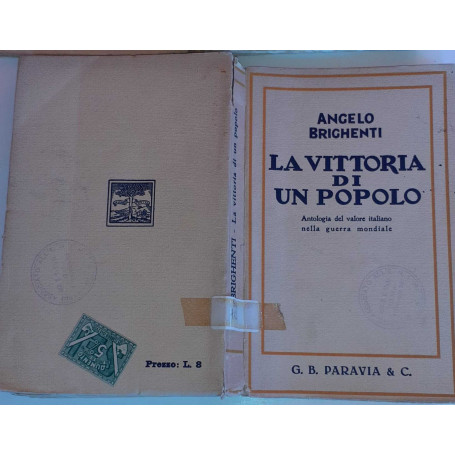 ANGELO
BRIGHENTI
LA VITTORIA
DI
UN POPOLO
Antologia del valore italiano
nella guerra mondiale
G. B. PARAVIA & C.
BRIGHENTI - La vittoria di un popolo
Prezzo: L. 8